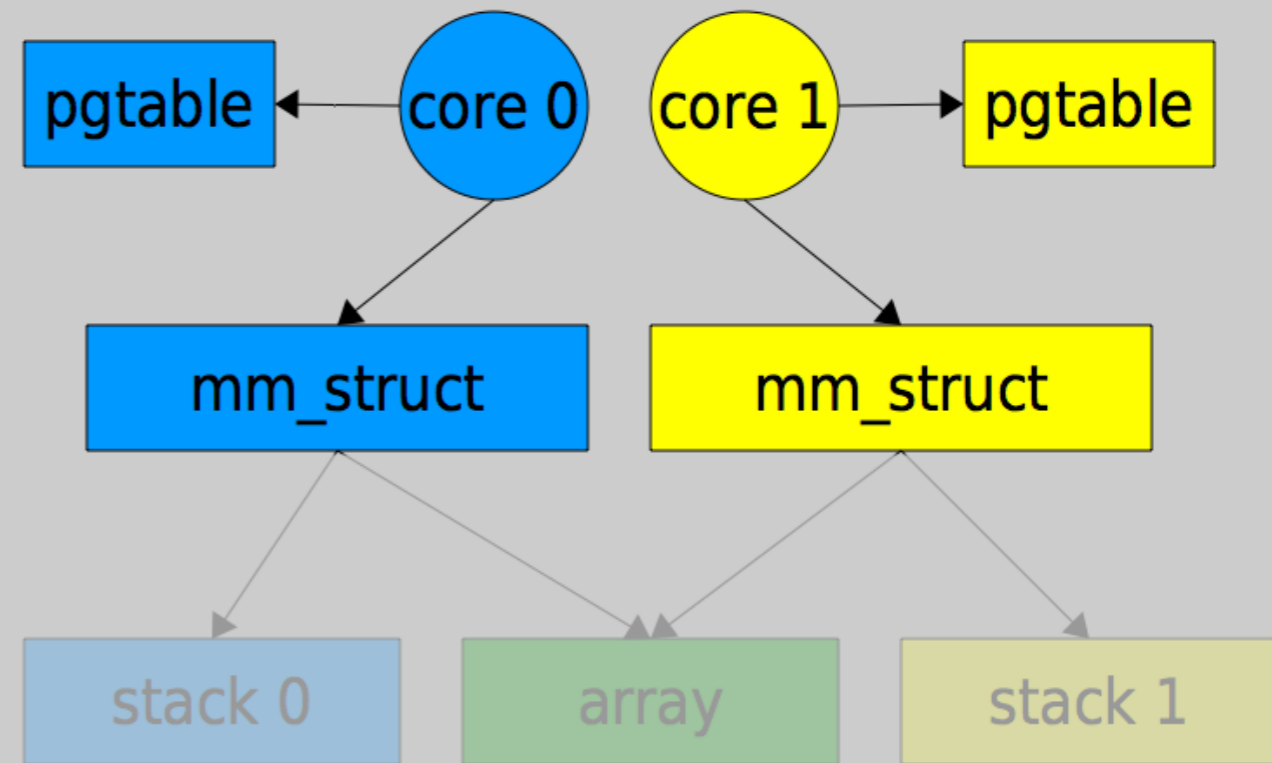 pgtable
core 0
core 1
pgtable
mm_struct
mm_struct
stack 0
array
stack 1